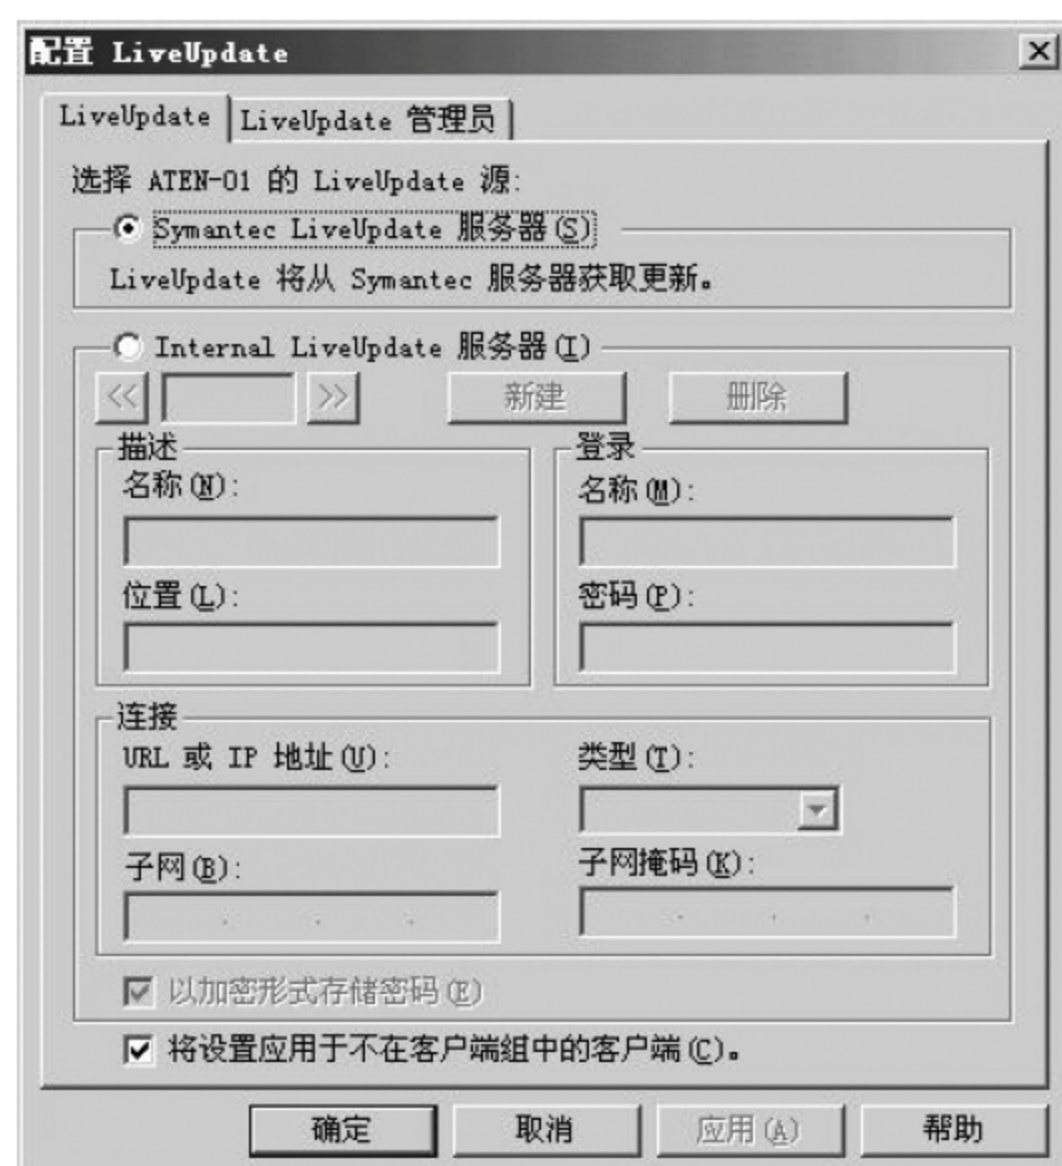 配置 LiveUpdate
LiveUpdate LiveUpdate 管理员
选择 ATEN-01 的 LiveUpdate 源:
Symantec LiveUpdate 服务器(S)
LiveUpdate 将从 Symantec 服务器获取更新。
Internal LiveUpdate 服务器(I)
<< >> 新建 删除
描述
名称(N):
位置(L):
登录
名称(M):
密码(P):
连接
URL 或 IP 地址(U): 类型(T):
子网(B): 子网掩码(K):
以加密形式存储密码(E)
将设置应用于不在客户端组中的客户端(C)。
确定 取消 应用(A) 帮助